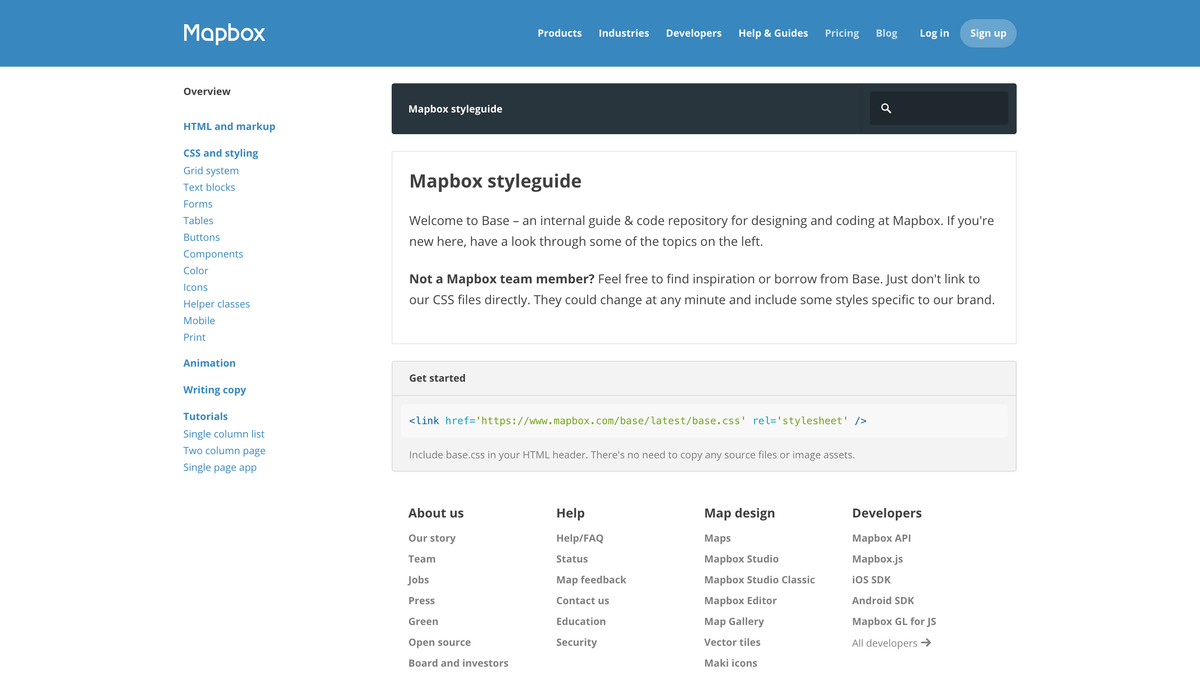 Mapbox
Products Industries Developers Help & Guides Pricing Blog Log in Sign up
Overview
HTML and markup
CSS and styling
Grid system
Text blocks
Forms
Tables
Buttons
Components
Color
Icons
Helper classes
Mobile
Print
Animation
Writing copy
Tutorials
Single column list
Two column page
Single page app
Mapbox styleguide
Mapbox styleguide
Welcome to Base – an internal guide & code repository for designing and coding at Mapbox. If you're
new here, have a look through some of the topics on the left.
Not a Mapbox team member? Feel free to find inspiration or borrow from Base. Just don't link to
our CSS files directly. They could change at any minute and include some styles specific to our brand.
Get started
<link href='https://www.mapbox.com/base/latest/base.css' rel='stylesheet' />
Include base.css in your HTML header. There's no need to copy any source files or image assets.
About us
Our story
Team
Jobs
Press
Green
Open source
Board and investors
Help
Help/FAQ
Status
Map feedback
Contact us
Education
Security
Map design
Maps
Mapbox Studio
Mapbox Studio Classic
Mapbox Editor
Map Gallery
Vector tiles
Maki icons
Developers
Mapbox API
Mapbox.js
iOS SDK
Android SDK
Mapbox GL for JS
All developers →